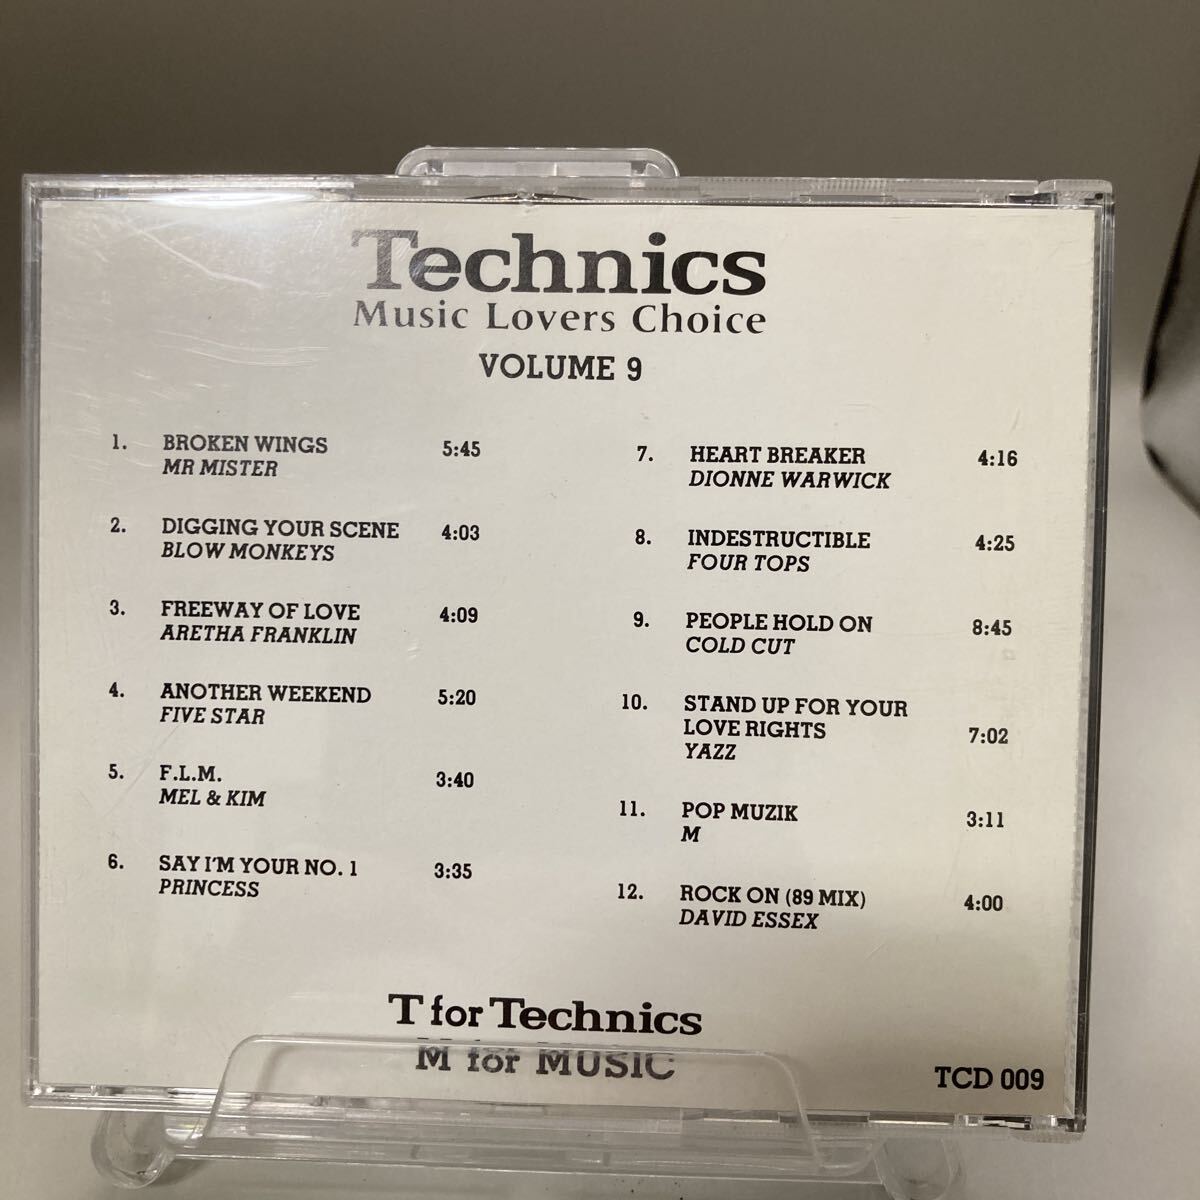 Technics
Music Lovers Choice
VOLUME 9
1. BROKEN WINGS 5:45
MR MISTER
2. DIGGING YOUR SCENE 4:03
BLOW MONKEYS
3. FREEWAY OF LOVE 4:09
ARETHA FRANKLIN
4. ANOTHER WEEKEND 5:20
FIVE STAR
5. F.L.M. 3:40
MEL & KIM
6. SAY I'M YOUR NO. 1 3:35
PRINCESS
7. HEART BREAKER 4:16
DIONNE WARWICK
8. INDESTRUCTIBLE 4:25
FOUR TOPS
9. PEOPLE HOLD ON 8:45
COLD CUT
10. STAND UP FOR YOUR
LOVE RIGHTS 7:02
YAZZ
11. POP MUZIK 3:11
M
12. ROCK ON (89 MIX) 4:00
DAVID ESSEX
T for Technics
M for MUSIC
TCD 009